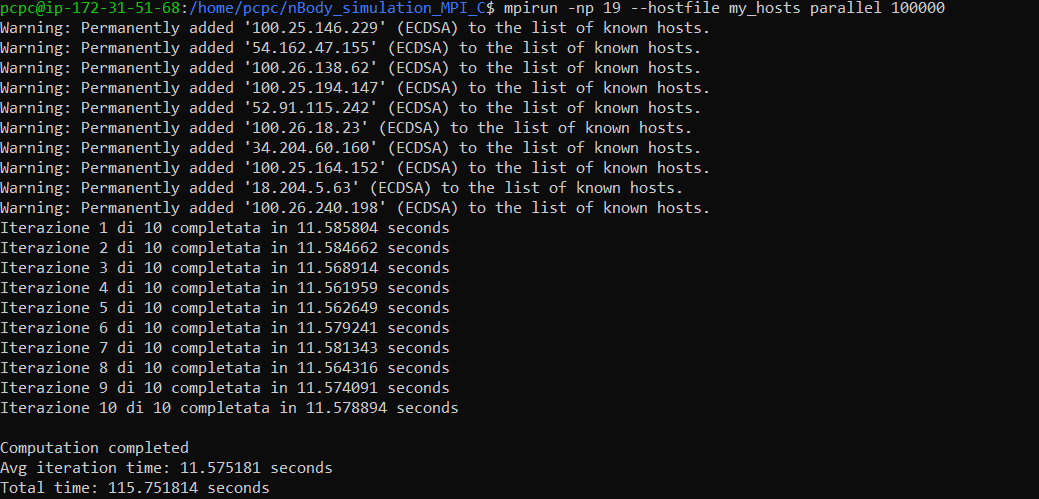 pcpc@ip-172-31-51-68:/home/pcpc/nBody_simulation_MPI_C$ mpirun -np 19 --hostfile my_hosts parallel 100000
Warning: Permanently added '100.25.146.229' (ECDSA) to the list of known hosts.
Warning: Permanently added '54.162.47.155' (ECDSA) to the list of known hosts.
Warning: Permanently added '100.26.138.62' (ECDSA) to the list of known hosts.
Warning: Permanently added '100.25.194.147' (ECDSA) to the list of known hosts.
Warning: Permanently added '52.91.115.242' (ECDSA) to the list of known hosts.
Warning: Permanently added '100.26.18.23' (ECDSA) to the list of known hosts.
Warning: Permanently added '34.204.60.160' (ECDSA) to the list of known hosts.
Warning: Permanently added '100.25.164.152' (ECDSA) to the list of known hosts.
Warning: Permanently added '18.204.5.63' (ECDSA) to the list of known hosts.
Warning: Permanently added '100.26.240.198' (ECDSA) to the list of known hosts.
Iterazione 1 di 10 completata in 11.585804 seconds
Iterazione 2 di 10 completata in 11.584662 seconds
Iterazione 3 di 10 completata in 11.568914 seconds
Iterazione 4 di 10 completata in 11.561959 seconds
Iterazione 5 di 10 completata in 11.562649 seconds
Iterazione 6 di 10 completata in 11.579241 seconds
Iterazione 7 di 10 completata in 11.581343 seconds
Iterazione 8 di 10 completata in 11.564316 seconds
Iterazione 9 di 10 completata in 11.574091 seconds
Iterazione 10 di 10 completata in 11.578894 seconds
Computation completed
Avg iteration time: 11.575181 seconds
Total time: 115.751814 seconds